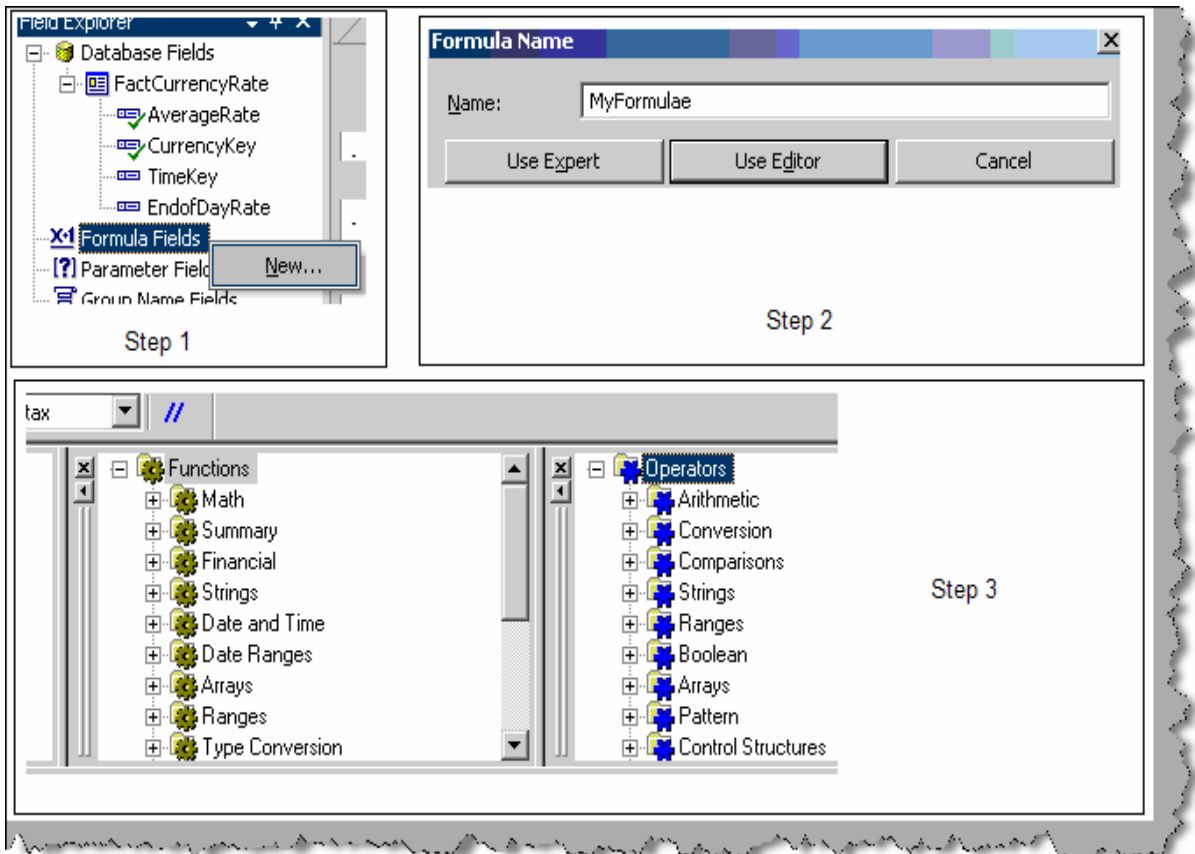 Field Explorer
Database Fields
FactCurrencyRate
AverageRate
CurrencyKey
TimeKey
EndofDayRate
X+1 Formula Fields
New...
[?] Parameter Field
Group Name Fields
Step 1
Formula Name
Name:
MyFormulae
Use Expert
Use Editor
Cancel
Step 2
tax
//
Functions
Math
Summary
Financial
Strings
Date and Time
Date Ranges
Arrays
Ranges
Type Conversion
Operators
Arithmetic
Conversion
Comparisons
Strings
Ranges
Boolean
Arrays
Pattern
Control Structures
Step 3